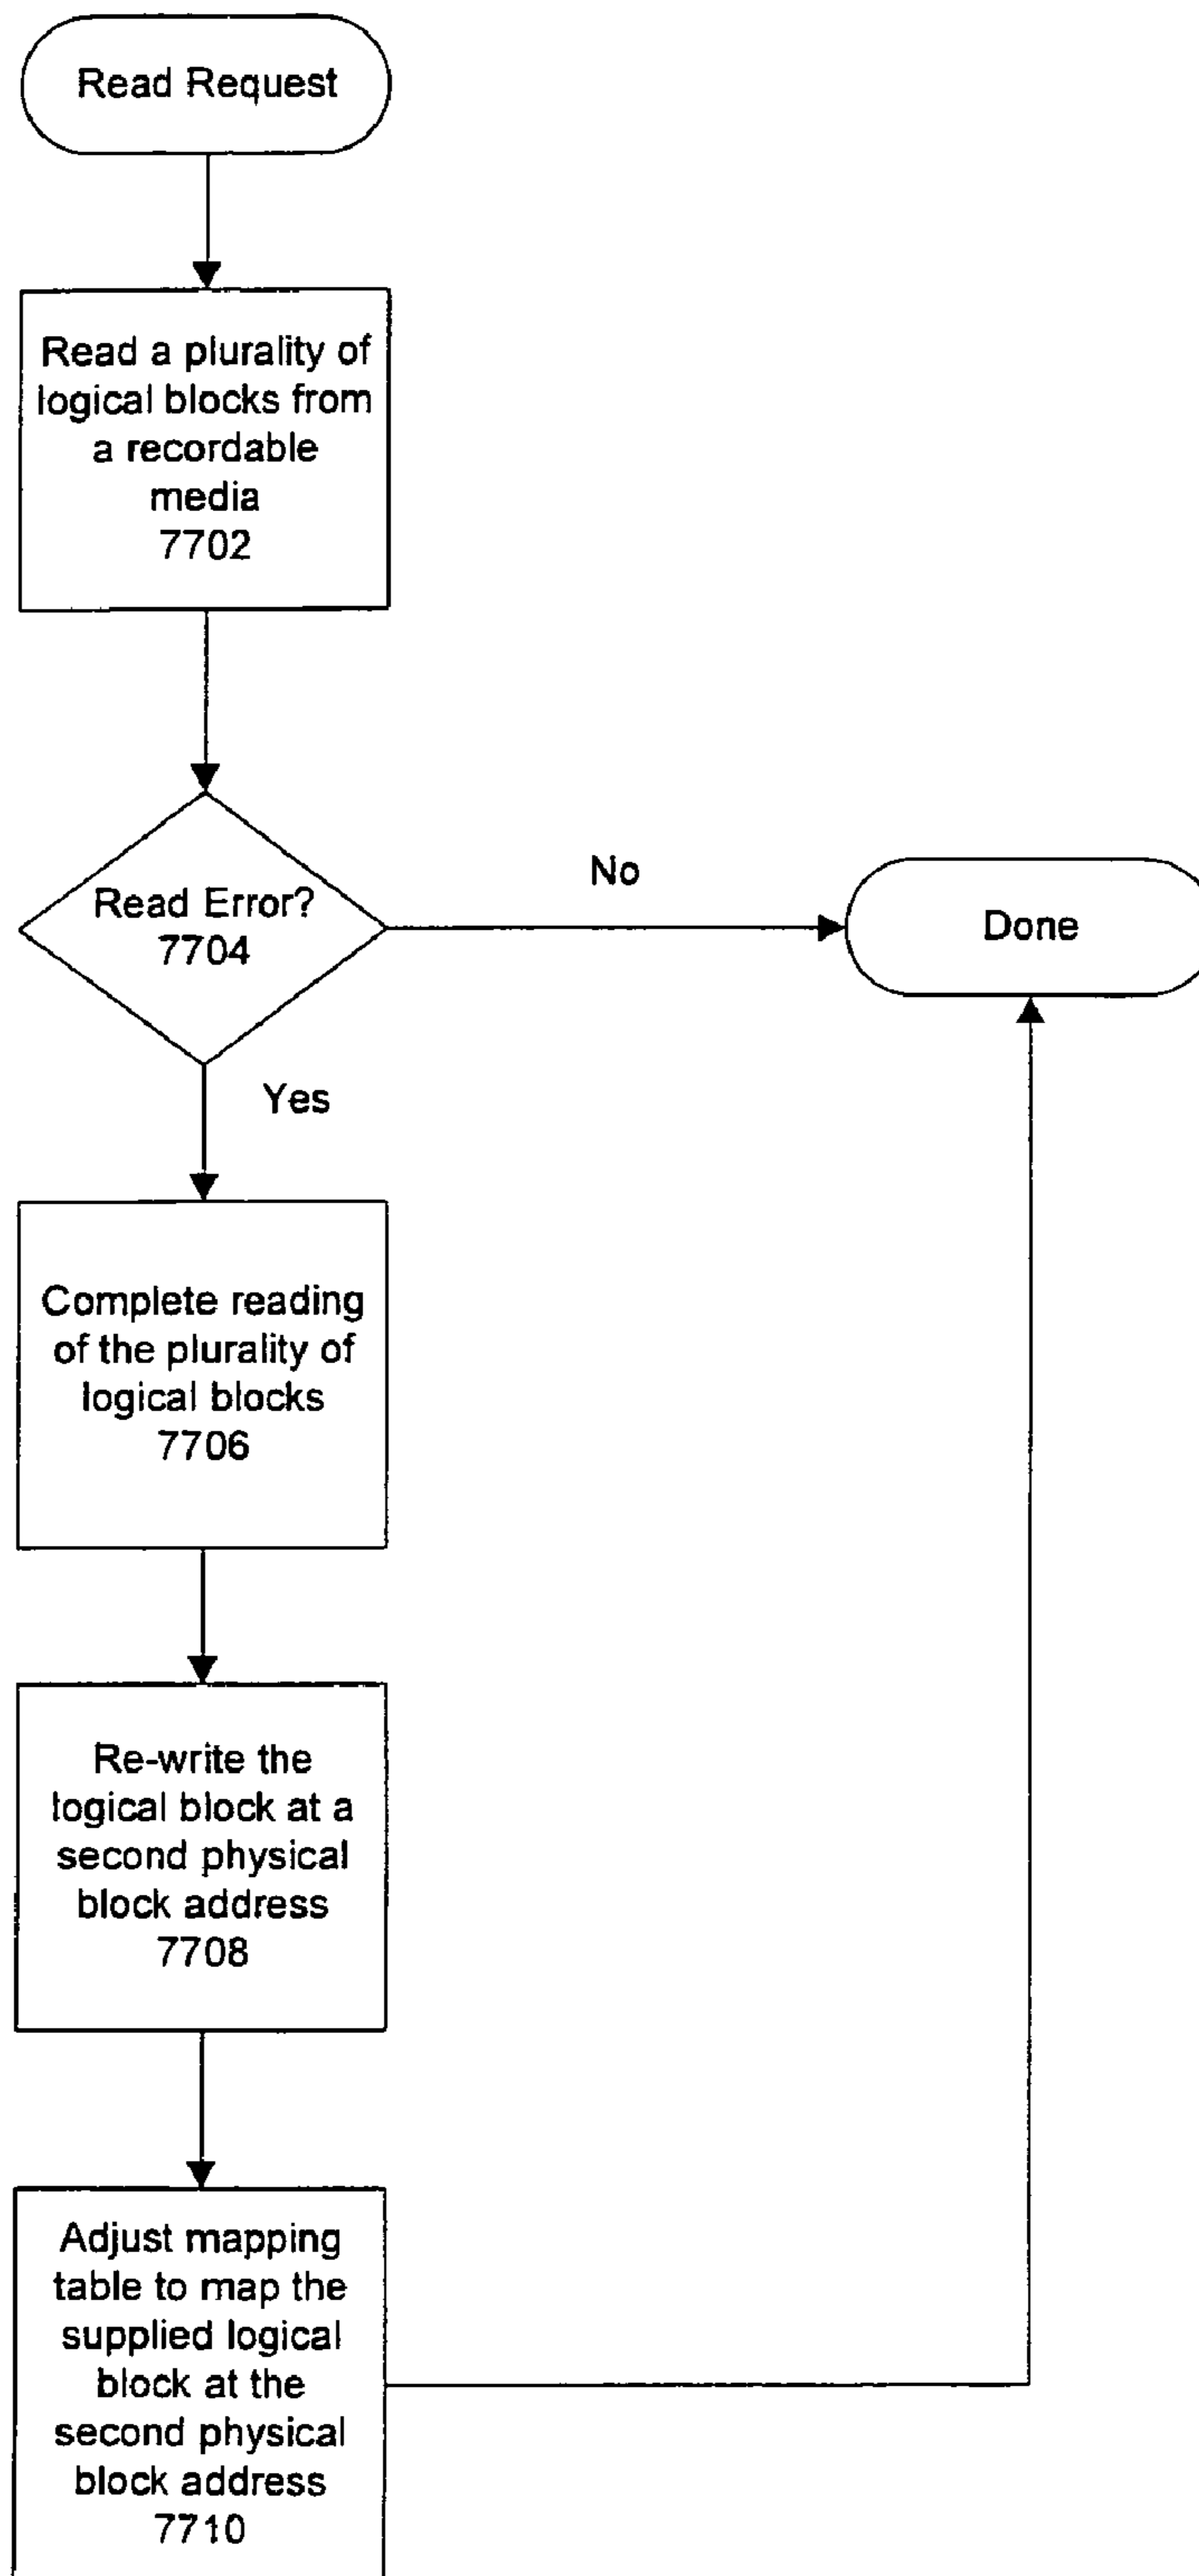 Read Request
Read a plurality of
logical blocks from
a recordable
media
7702
Read Error?
7704
No
Done
Yes
Complete reading
of the plurality of
logical blocks
7706
Re-write the
logical block at a
second physical
block address
7708
Adjust mapping
table to map the
supplied logical
block at the
second physical
block address
7710